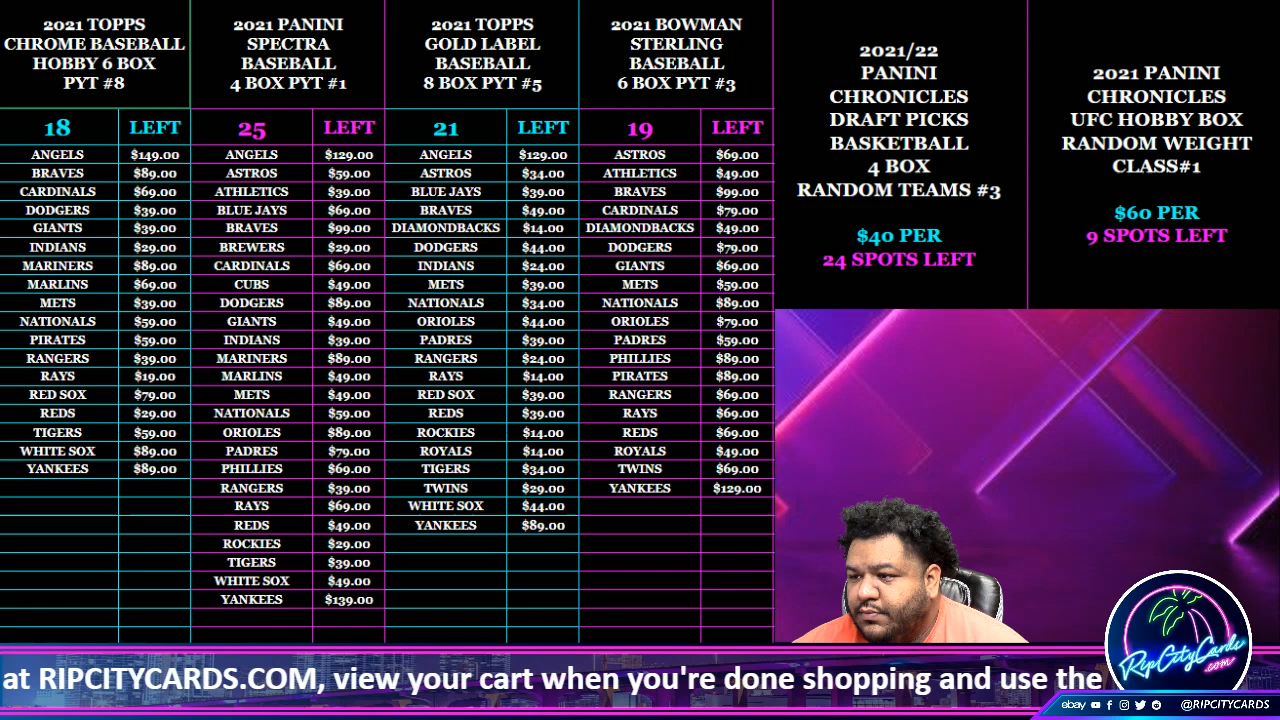 2021 TOPPS
CHROME BASEBALL
HOBBY 6 BOX
PYT #8
18 LEFT
ANGELS $149.00
BRAVES $89.00
CARDINALS $69.00
DODGERS $39.00
GIANTS $39.00
INDIANS $29.00
MARINERS $89.00
MARLINS $69.00
METS $39.00
NATIONALS $59.00
PIRATES $59.00
RANGERS $39.00
RAYS $19.00
RED SOX $79.00
REDS $29.00
TIGERS $59.00
WHITE SOX $89.00
YANKEES $89.00
2021 PANINI
SPECTRA
BASEBALL
4 BOX PYT #1
25 LEFT
ANGELS $129.00
ASTROS $59.00
ATHLETICS $39.00
BLUE JAYS $69.00
BRAVES $99.00
BREWERS $29.00
CARDINALS $69.00
CUBS $49.00
DODGERS $89.00
GIANTS $49.00
INDIANS $39.00
MARINERS $89.00
MARLINS $49.00
METS $49.00
NATIONALS $59.00
ORIOLES $89.00
PADRES $79.00
PHILLIES $69.00
RANGERS $39.00
RAYS $69.00
REDS $49.00
ROCKIES $29.00
TIGERS $39.00
WHITE SOX $49.00
YANKEES $139.00
2021 TOPPS
GOLD LABEL
BASEBALL
8 BOX PYT #5
21 LEFT
ANGELS $129.00
ASTROS $34.00
BLUE JAYS $39.00
BRAVES $49.00
DIAMONDBACKS $14.00
DODGERS $44.00
INDIANS $24.00
METS $39.00
NATIONALS $34.00
ORIOLES $44.00
PADRES $39.00
RANGERS $24.00
RAYS $14.00
RED SOX $39.00
REDS $39.00
ROCKIES $14.00
ROYALS $14.00
TIGERS $34.00
TWINS $29.00
WHITE SOX $44.00
YANKEES $89.00
2021 BOWMAN
STERLING
BASEBALL
6 BOX PYT #3
19 LEFT
ASTROS $69.00
ATHLETICS $49.00
BRAVES $99.00
CARDINALS $79.00
DIAMONDBACKS $49.00
DODGERS $79.00
GIANTS $69.00
METS $59.00
NATIONALS $89.00
ORIOLES $79.00
PADRES $59.00
PHILLIES $89.00
PIRATES $89.00
RANGERS $69.00
RAYS $69.00
REDS $69.00
ROYALS $49.00
TWINS $69.00
YANKEES $129.00
2021/22
PANINI
CHRONICLES
DRAFT PICKS
BASKETBALL
4 BOX
RANDOM TEAMS #3
$40 PER
24 SPOTS LEFT
2021 PANINI
CHRONICLES
UFC HOBBY BOX
RANDOM WEIGHT
CLASS#1
$60 PER
9 SPOTS LEFT
at RIPCITYCARDS.COM, view your cart when you're done shopping and use the
RipCityCards
.com
ebay @RIPCITYCARDS